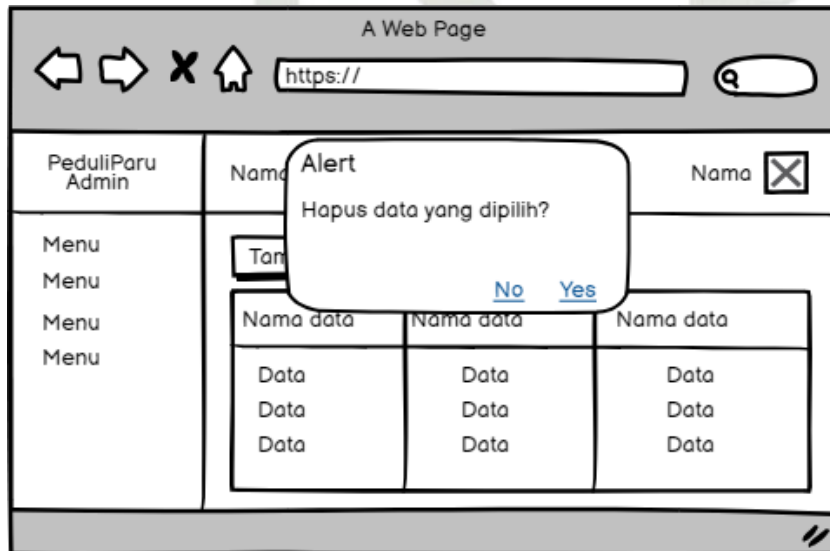 A Web Page
https://
PeduliParu
Admin
Nama
Alert
Nama
Hapus data yang dipilih?
No Yes
Menu
Menu
Menu
Menu
Tam
Nama data Nama data Nama data
Data Data Data
Data Data Data
Data Data Data